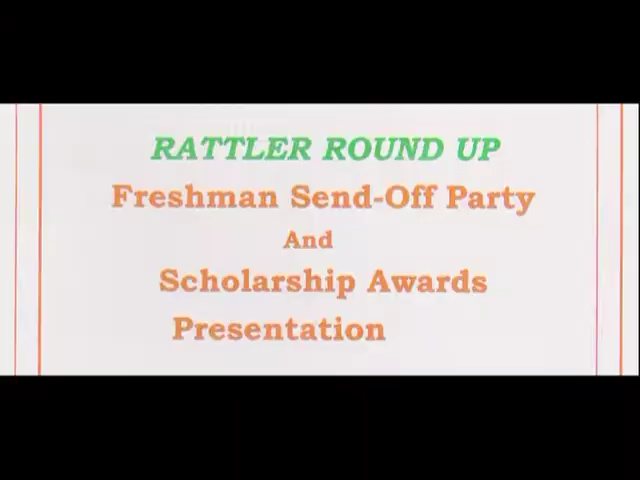 RATTLER ROUND UP
Freshman Send-Off Party
And
Scholarship Awards
Presentation